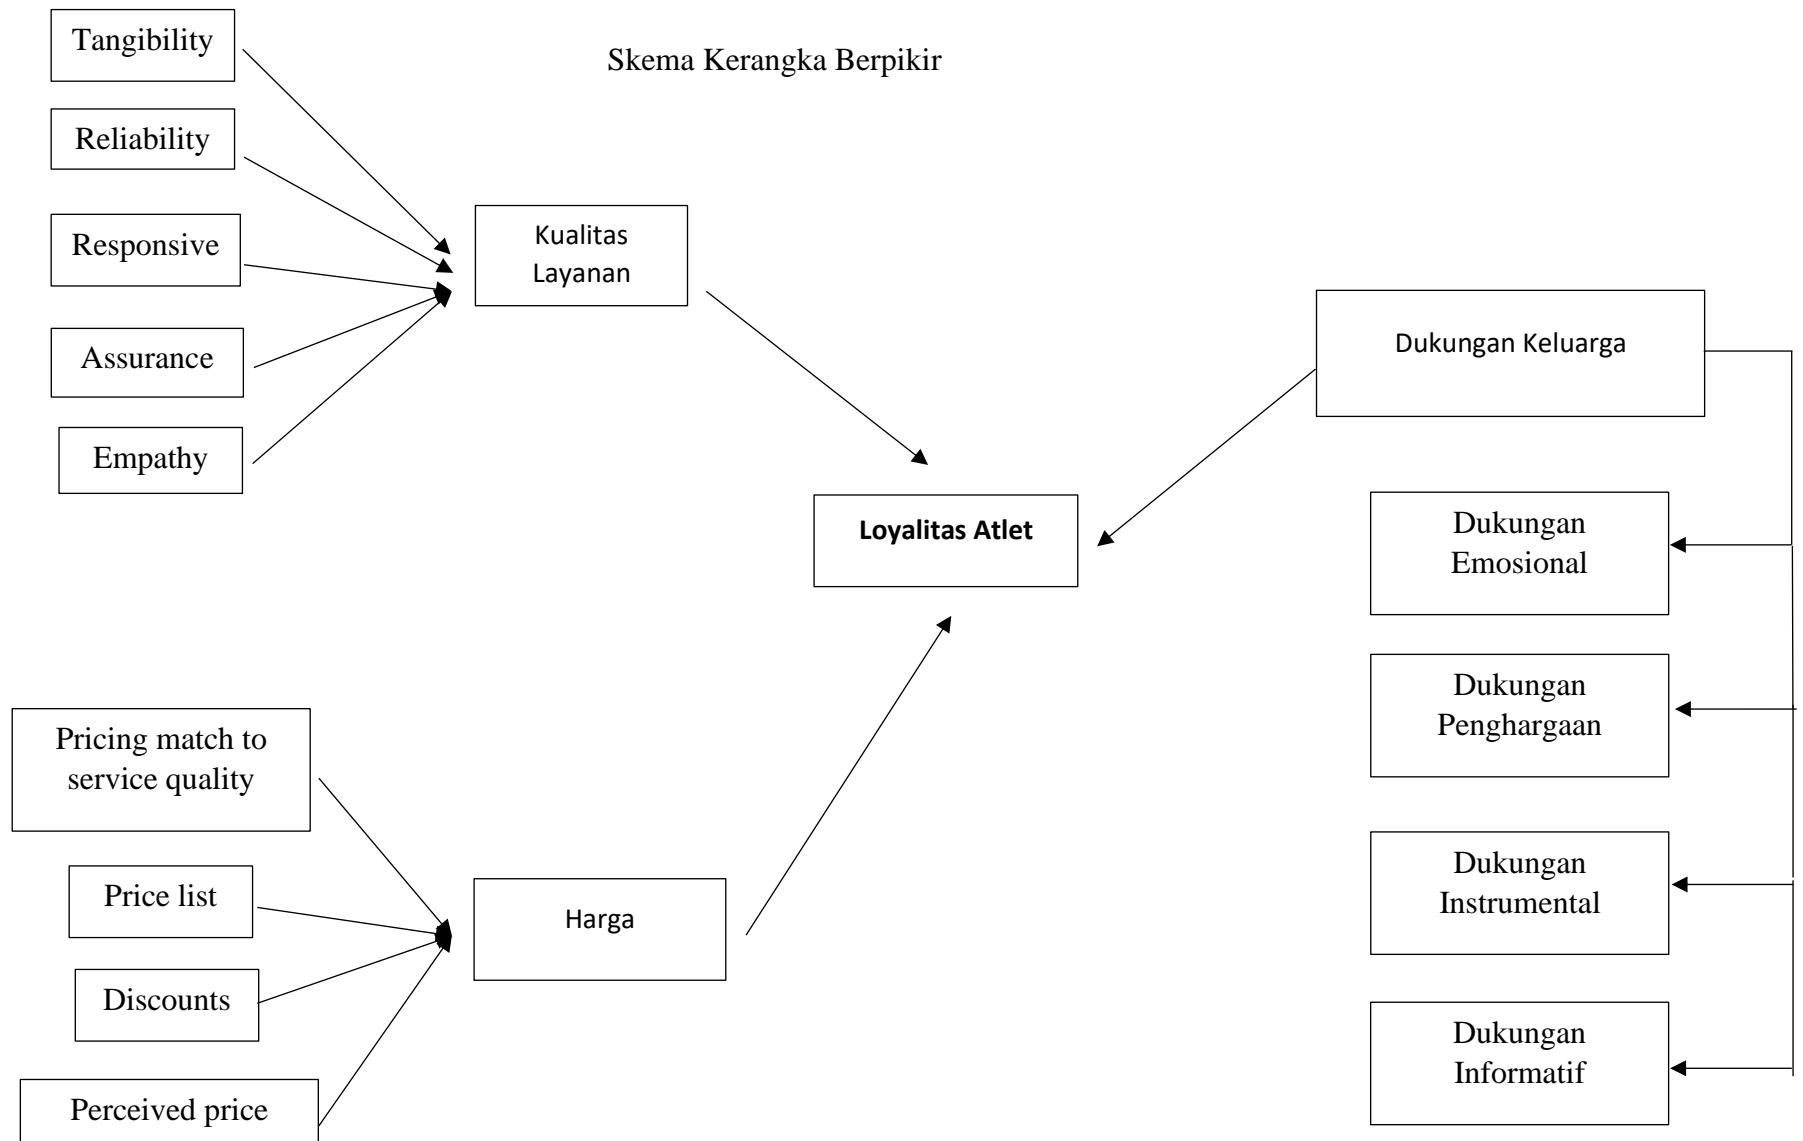 Skema Kerangka Berpikir
Tangibility
Reliability
Responsive
Assurance
Empathy
Kualitas
Layanan
Dukungan Keluarga
Loyalitas Atlet
Dukungan
Emosional
Dukungan
Penghargaan
Dukungan
Instrumental
Dukungan
Informatif
Pricing match to
service quality
Price list
Discounts
Perceived price
Harga